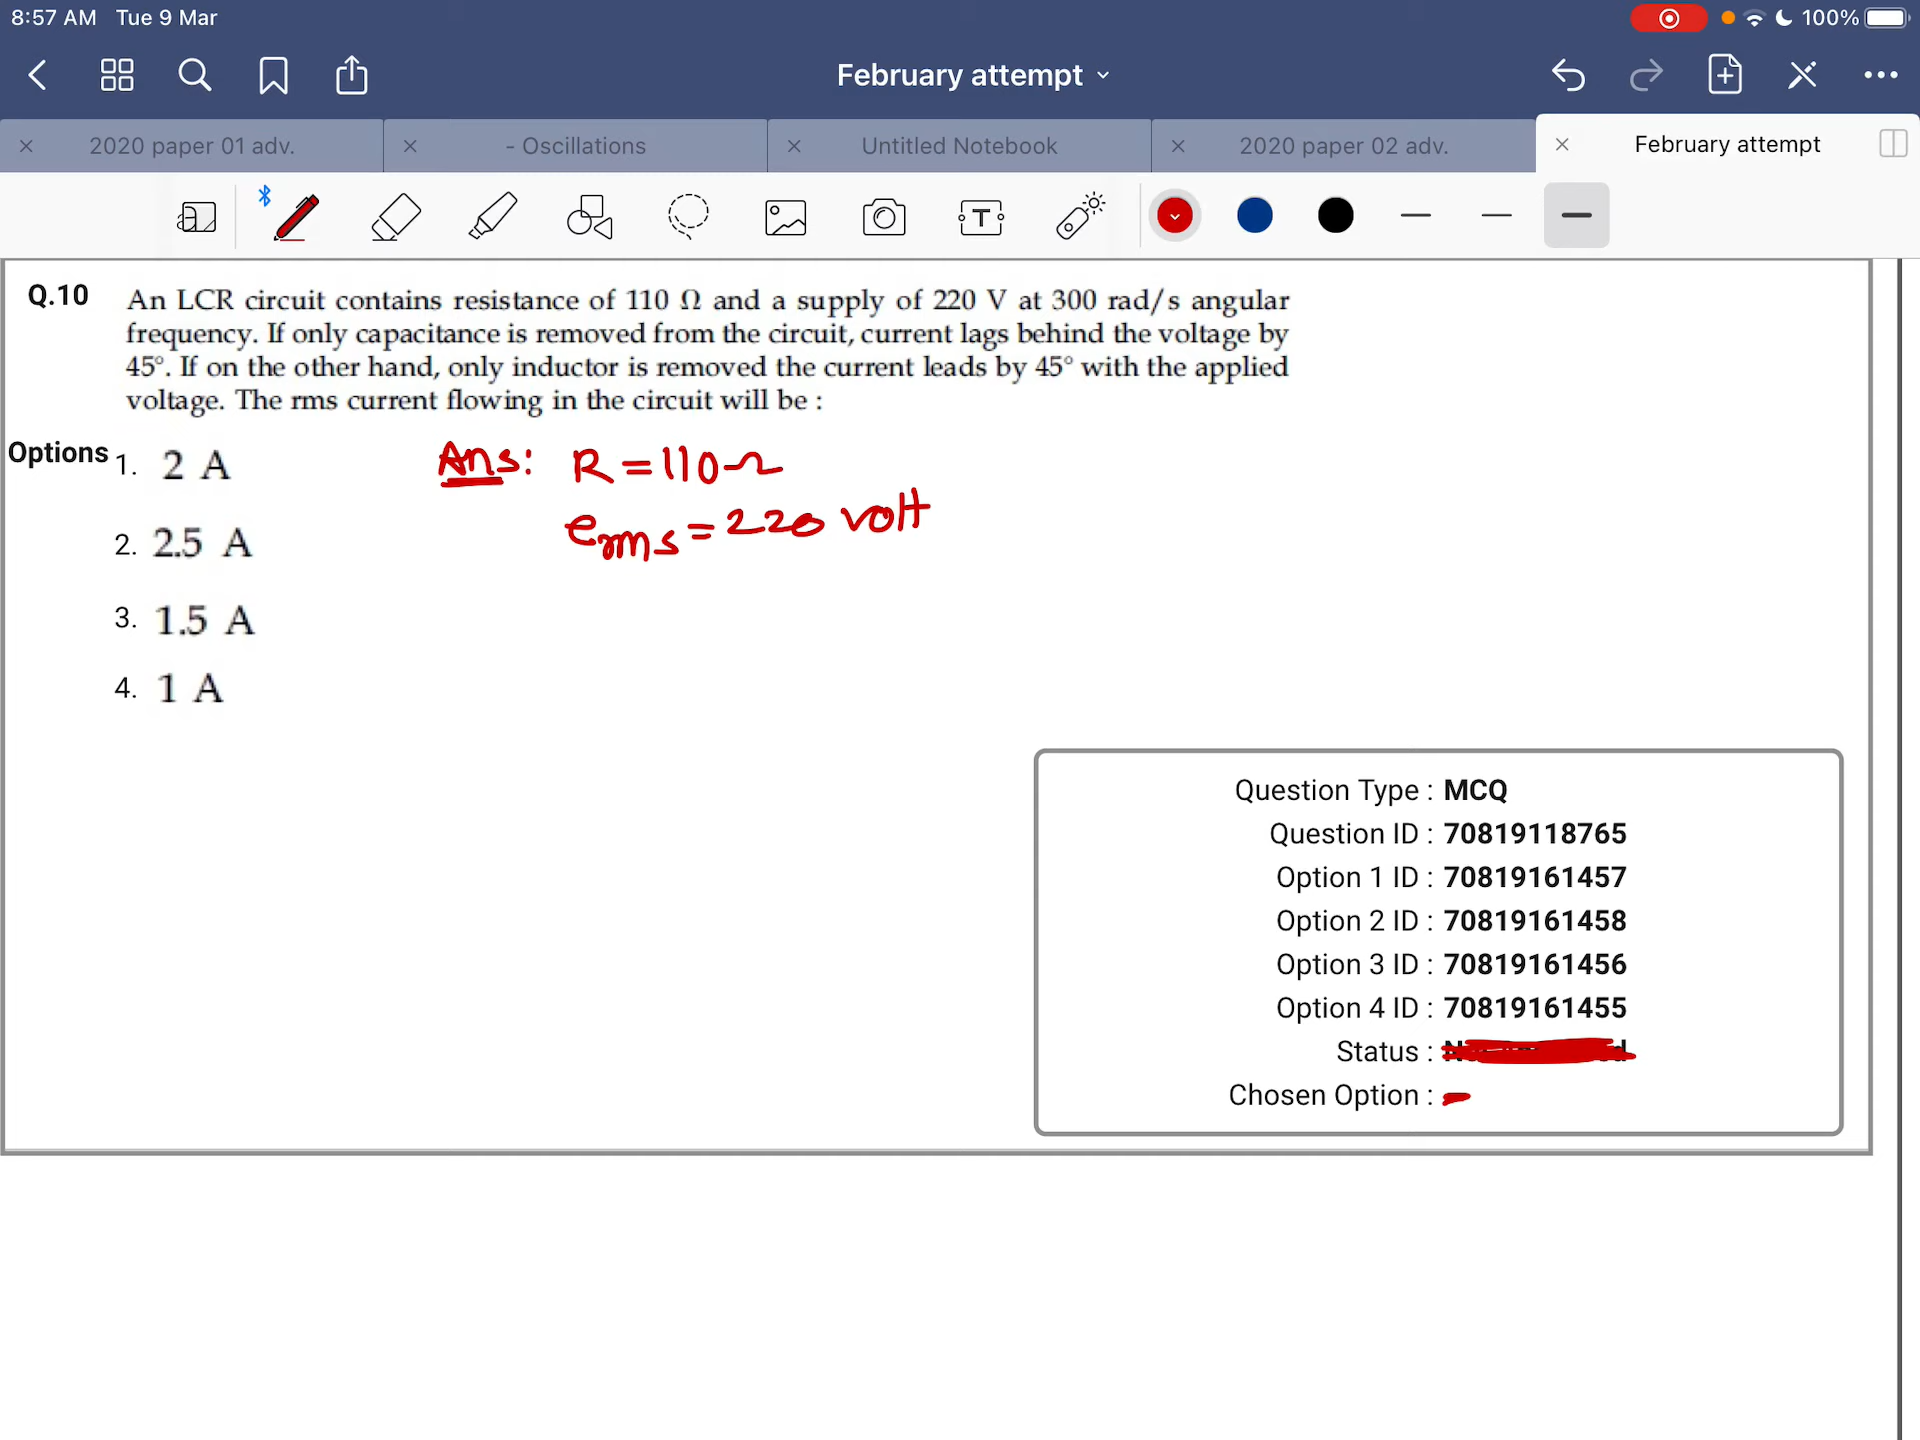 8:57 AM Tue 9 Mar
100%
February attempt
2020 paper 01 adv.
- Oscillations
Untitled Notebook
2020 paper 02 adv.
February attempt
Q.10 An LCR circuit contains resistance of 110 Ω and a supply of 220 V at 300 rad/s angular
frequency. If only capacitance is removed from the circuit, current lags behind the voltage by
45°. If on the other hand, only inductor is removed the current leads by 45° with the applied
voltage. The rms current flowing in the circuit will be :
Options 1. 2 A
2. 2.5 A
3. 1.5 A
4. 1 A
Ans: R = 110 Ω
erms = 220 volt
Question Type : MCQ
Question ID : 70819118765
Option 1 ID : 70819161457
Option 2 ID : 70819161458
Option 3 ID : 70819161456
Option 4 ID : 70819161455
Status :
Chosen Option :